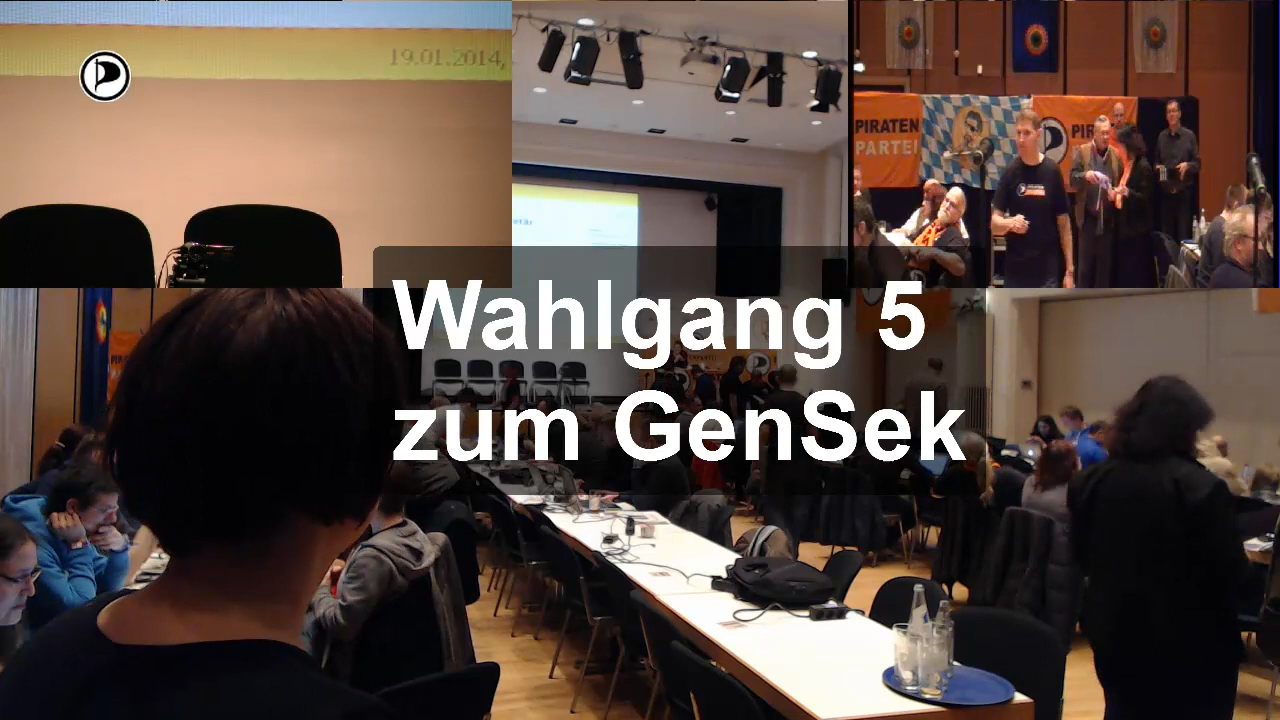 19.01.2014,
PIRATEN
PARTEI
PIR
Wahlgang 5
zum GenSek